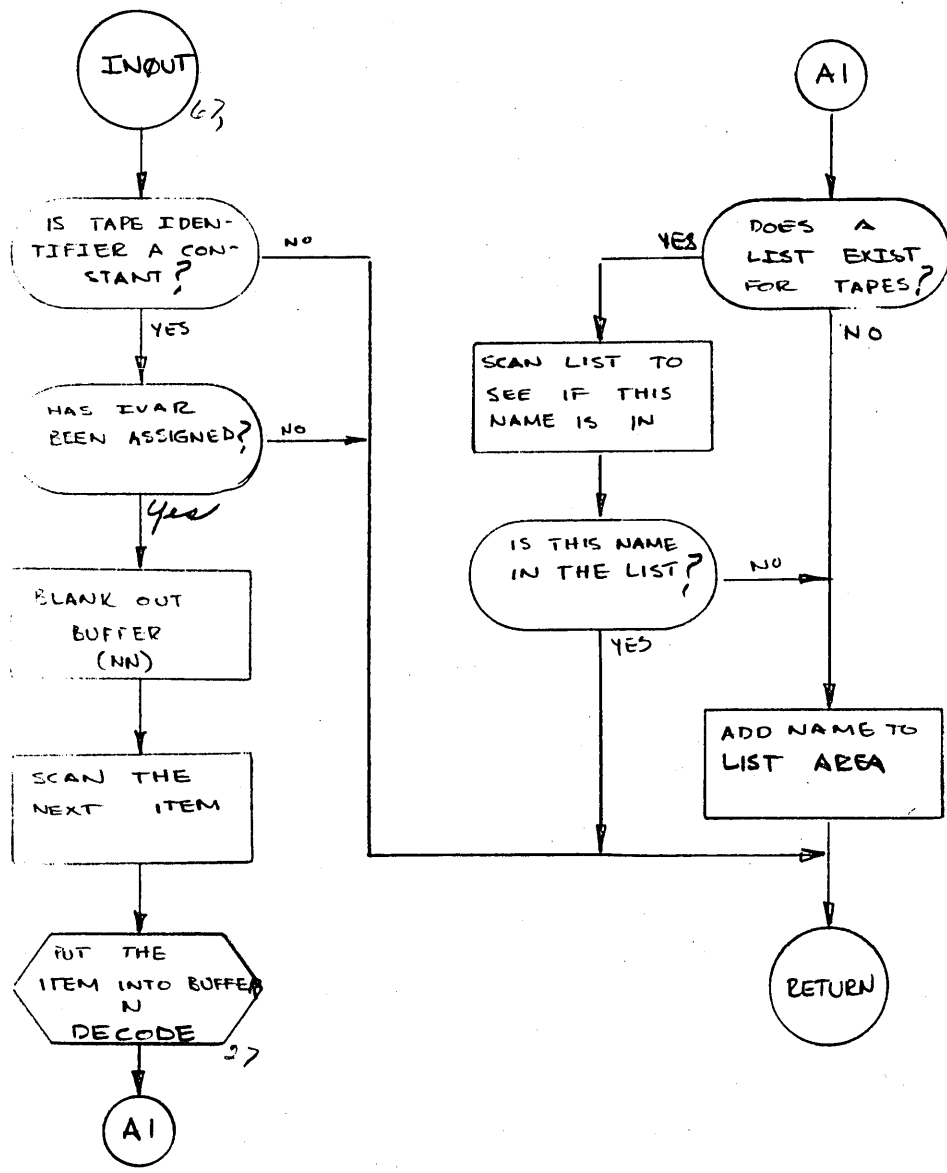 INØUT
67,
IS TAPE IDEN-
TIFIER A CON-
STANT?
NO
YES
HAS IVAR
BEEN ASSIGNED?
NO
Yes
BLANK OUT
BUFFER
(NN)
SCAN THE
NEXT ITEM
PUT THE
ITEM INTO BUFFER
N
DECODE
27
A1
A1
DOES A
LIST EXIST
FOR TAPES?
YES
NO
SCAN LIST TO
SEE IF THIS
NAME IS IN
IS THIS NAME
IN THE LIST?
NO
YES
ADD NAME TO
LIST AREA
RETURN